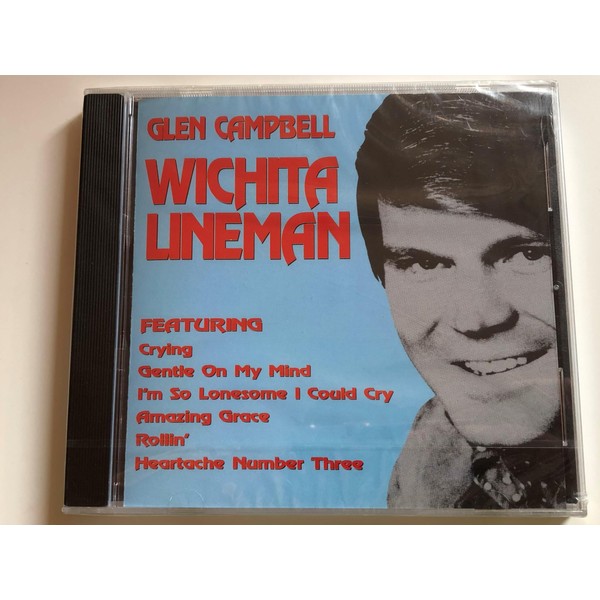 GLEN CAMPBELL
WICHITA
LINEMAN
FEATURING
Crying
Gentle On My Mind
I'm So Lonesome I Could Cry
Amazing Grace
Rollin'
Heartache Number Three